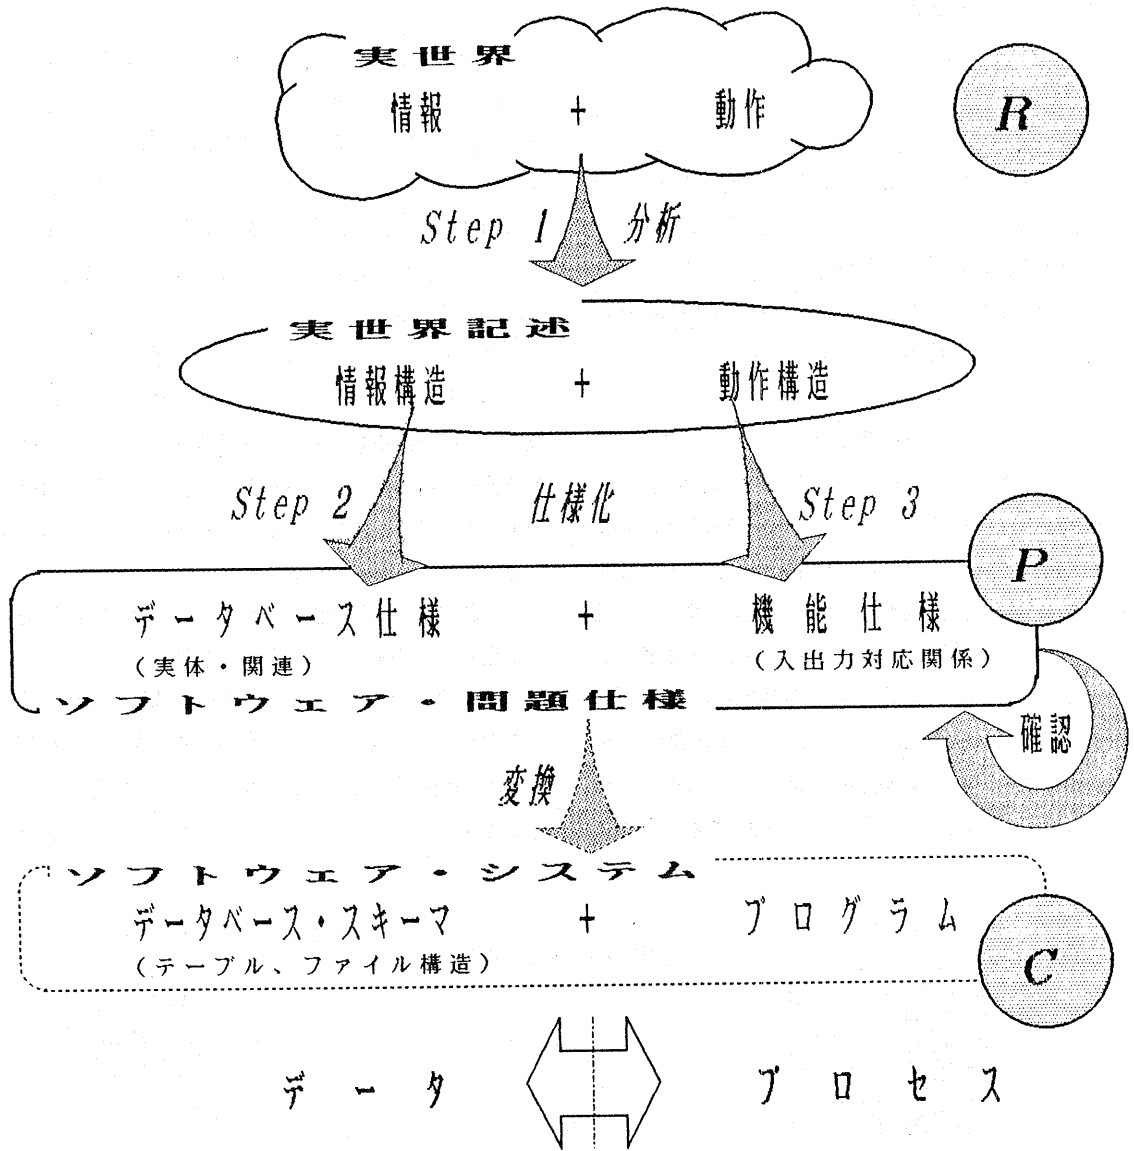 実世界
情報 + 動作
R
Step 1 分析
実世界記述
情報構造 + 動作構造
Step 2 仕様化 Step 3
P
データベース仕様 + 機能仕様
(実体・関連) (入出力対応関係)
ソフトウェア・問題仕様
確認
変換
ソフトウェア・システム
データベース・スキーマ + プログラム
(テーブル、ファイル構造)
C
データ プロセス